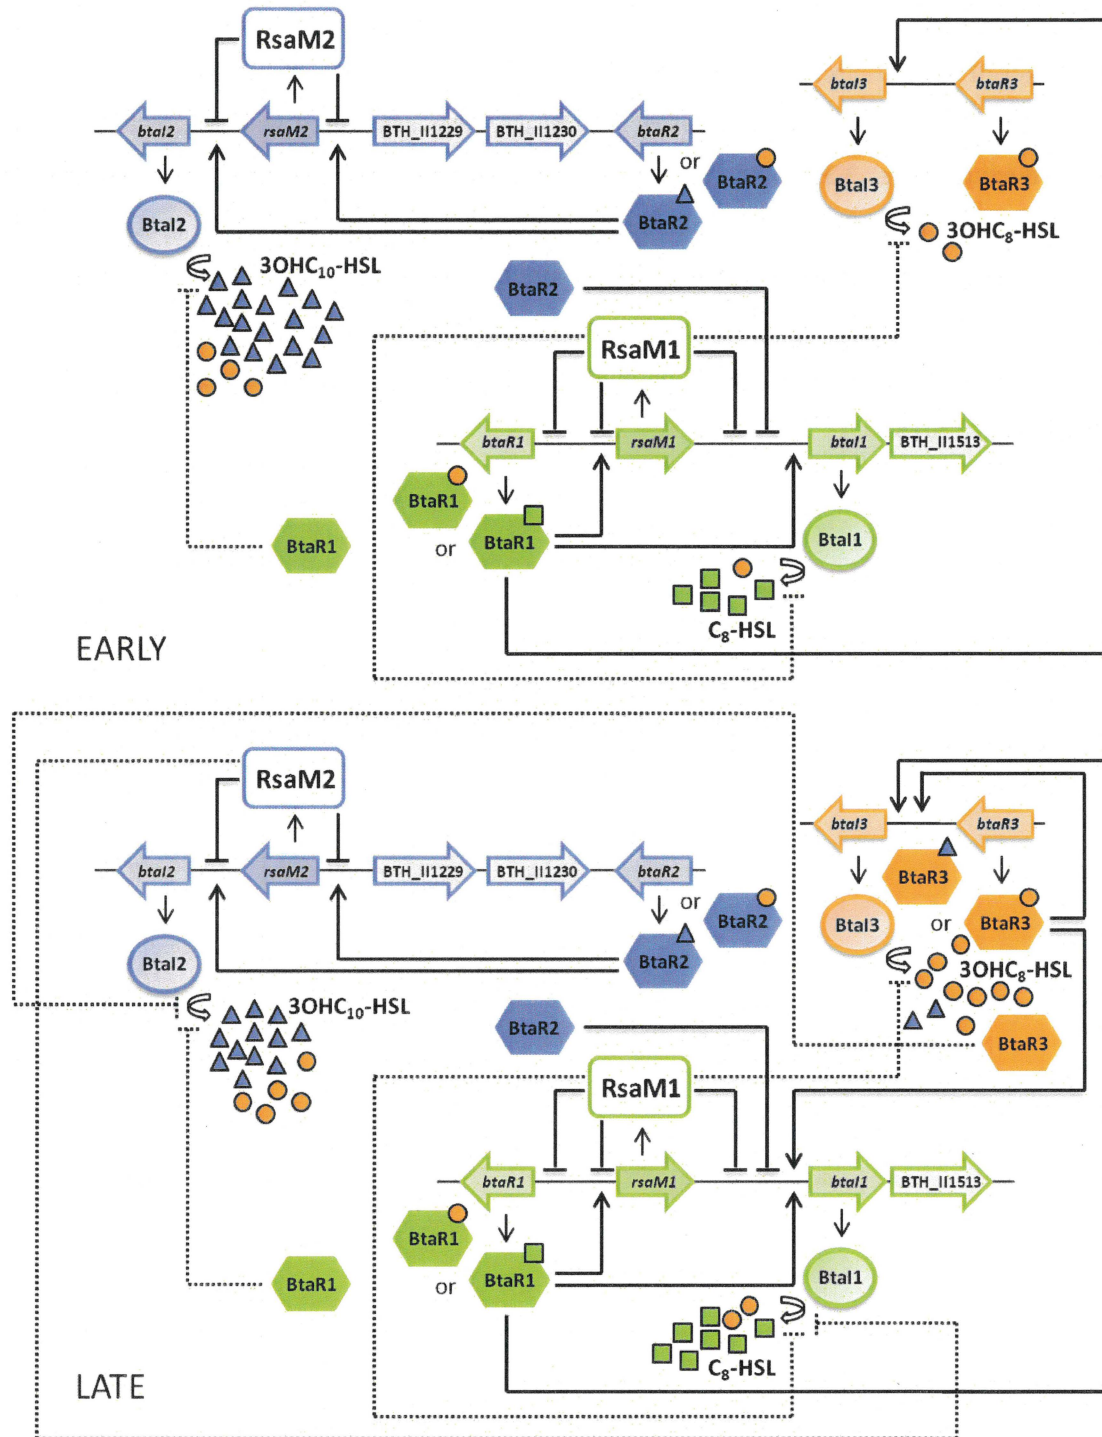 RsaM2
btaI3
btaR3
btaI2
rsaM2
BTH_II1229
BTH_II1230
btaR2
or
BtaR2
BtaI2
BtaR2
BtaI3
BtaR3
3OHC8-HSL
3OHC10-HSL
BtaR2
RsaM1
btaR1
rsaM1
btaI1
BTH_II1513
BtaR1
or
BtaR1
BtaR1
BtaI1
C8-HSL
EARLY
RsaM2
btaI3
btaR3
btaI2
rsaM2
BTH_II1229
BTH_II1230
btaR2
or
BtaR2
BtaI2
BtaR2
BtaR3
BtaI3
or
BtaR3
3OHC8-HSL
3OHC10-HSL
BtaR2
BtaR3
RsaM1
btaR1
rsaM1
btaI1
BTH_II1513
BtaR1
or
BtaR1
BtaR1
BtaI1
C8-HSL
LATE